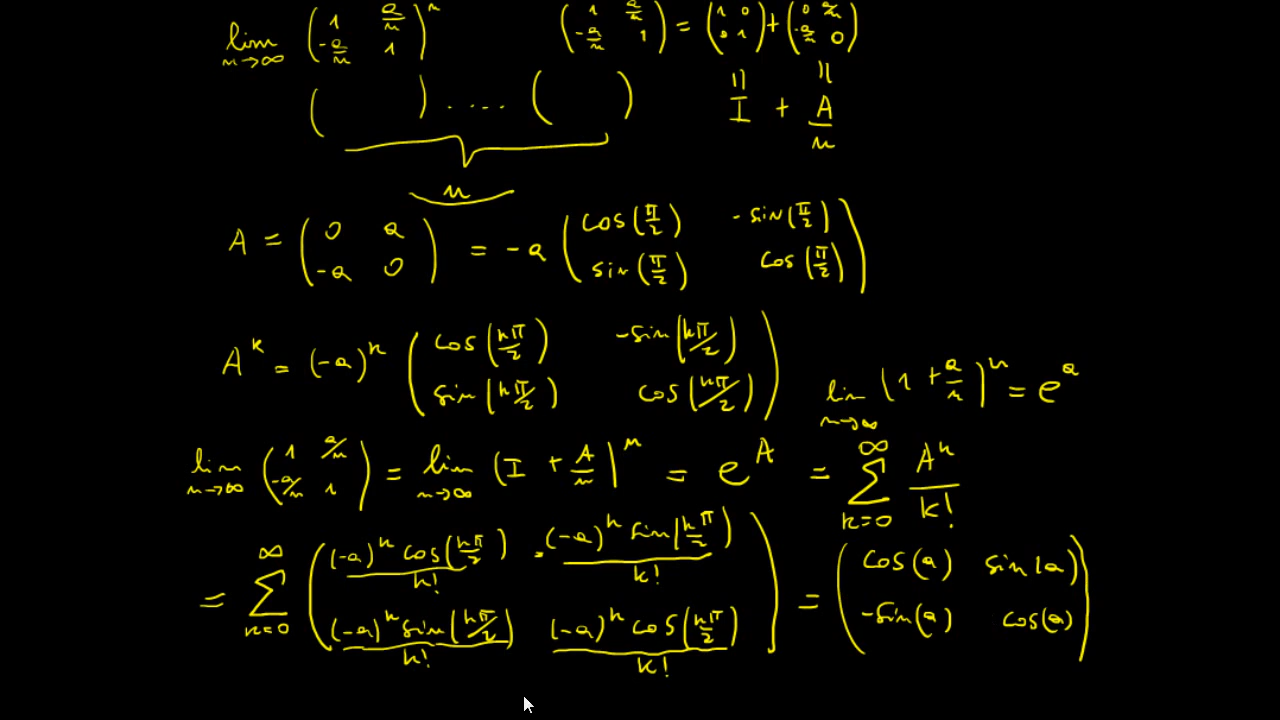 lim n→∞ (1 a/n -a/n 1)^n (1 a/n -a/n 1) = (1 0 0 1) + (0 a/n -a/n 0)
( ) .... ( ) II II
I + A/n
n
A = (0 a -a 0) = -a (cos(π/2) -sin(π/2) sin(π/2) cos(π/2))
A^k = (-a)^k (cos(kπ/2) -sin(kπ/2) sin(kπ/2) cos(kπ/2))
lim n→∞ (1 + a/n)^n = e^a
lim n→∞ (1 a/n -a/n 1) = lim n→∞ (I + A/n)^n = e^A = ∑ k=0 ∞ A^k/k!
= ∑ k=0 ∞ ((-a)^k cos(kπ/2)/k! -(-a)^k sin(kπ/2)/k! (-a)^k sin(kπ/2)/k! (-a)^k cos(kπ/2)/k!) = (cos(a) sin(a) -sin(a) cos(a))